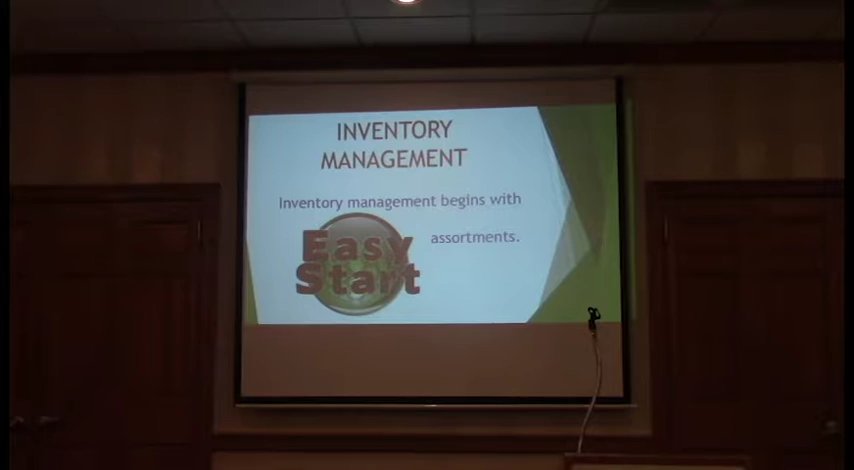 INVENTORY
MANAGEMENT
Inventory management begins with
Easy
Start
assortments.